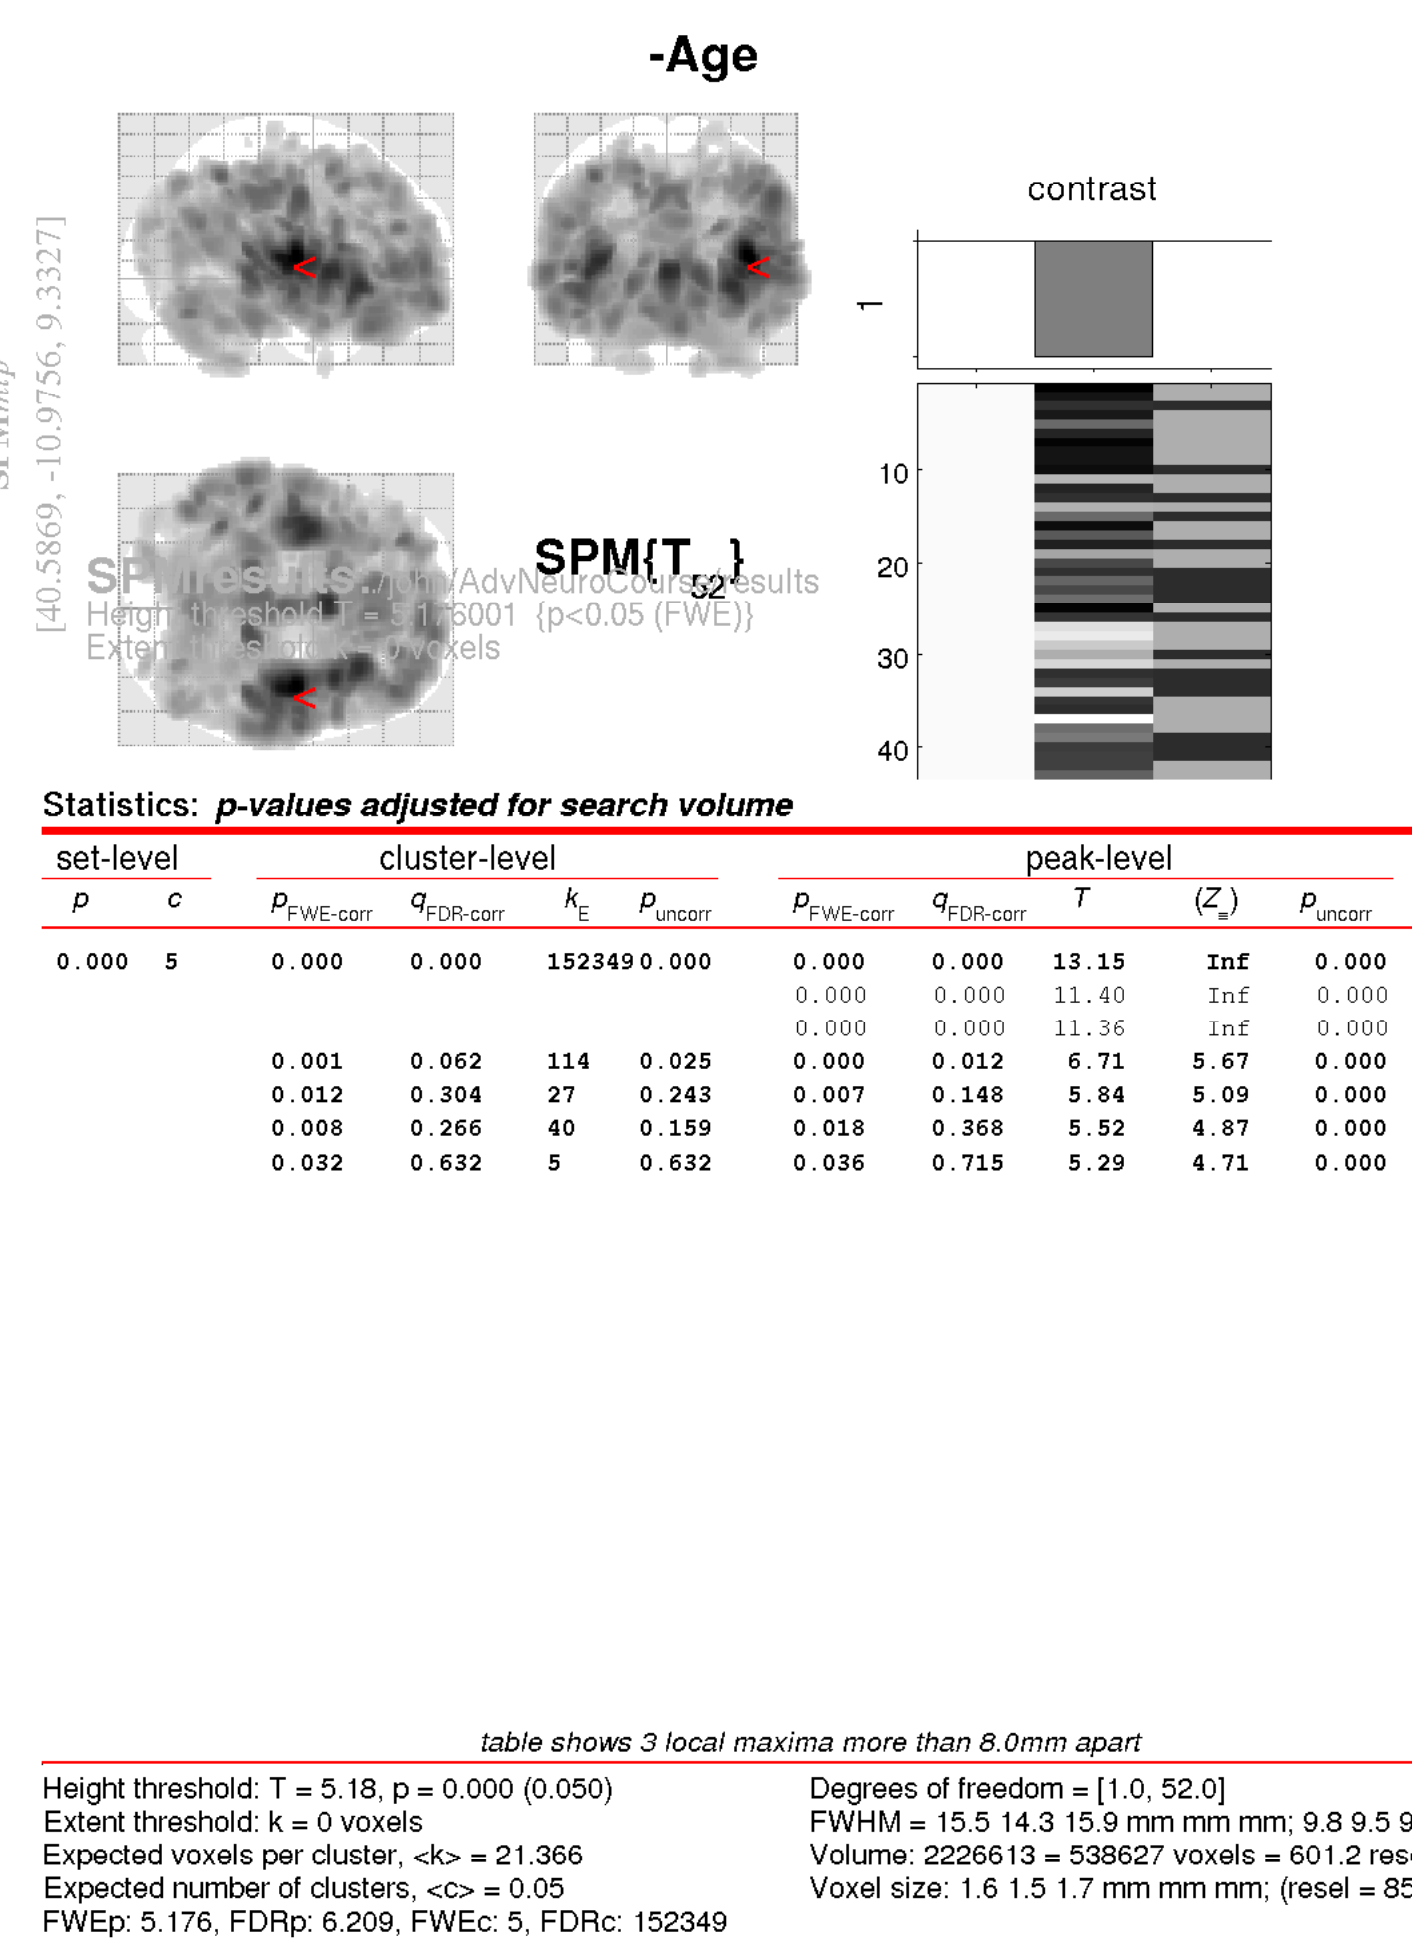 -Age
contrast
1
SPMmip
[40.5869, -10.9756, 9.3327]
<
<
<
SPM{T52}
SPMresults: ./john/AdvNeuroCourse/results
Height threshold T = 5.176001 {p<0.05 (FWE)}
Extent threshold k = 0 voxels
10
20
30
40
Statistics: p-values adjusted for search volume
set-level cluster-level peak-level
p c pFWE-corr qFDR-corr kE puncorr pFWE-corr qFDR-corr T (Z≡) puncorr
0.000 5 0.000 0.000 152349 0.000 0.000 0.000 13.15 Inf 0.000
0.000 0.000 11.40 Inf 0.000
0.000 0.000 11.36 Inf 0.000
0.001 0.062 114 0.025 0.000 0.012 6.71 5.67 0.000
0.012 0.304 27 0.243 0.007 0.148 5.84 5.09 0.000
0.008 0.266 40 0.159 0.018 0.368 5.52 4.87 0.000
0.032 0.632 5 0.632 0.036 0.715 5.29 4.71 0.000
table shows 3 local maxima more than 8.0mm apart
Height threshold: T = 5.18, p = 0.000 (0.050)
Extent threshold: k = 0 voxels
Expected voxels per cluster, <k> = 21.366
Expected number of clusters, <c> = 0.05
FWEp: 5.176, FDRp: 6.209, FWEc: 5, FDRc: 152349
Degrees of freedom = [1.0, 52.0]
FWHM = 15.5 14.3 15.9 mm mm mm; 9.8 9.5 9
Volume: 2226613 = 538627 voxels = 601.2 rese
Voxel size: 1.6 1.5 1.7 mm mm mm; (resel = 85